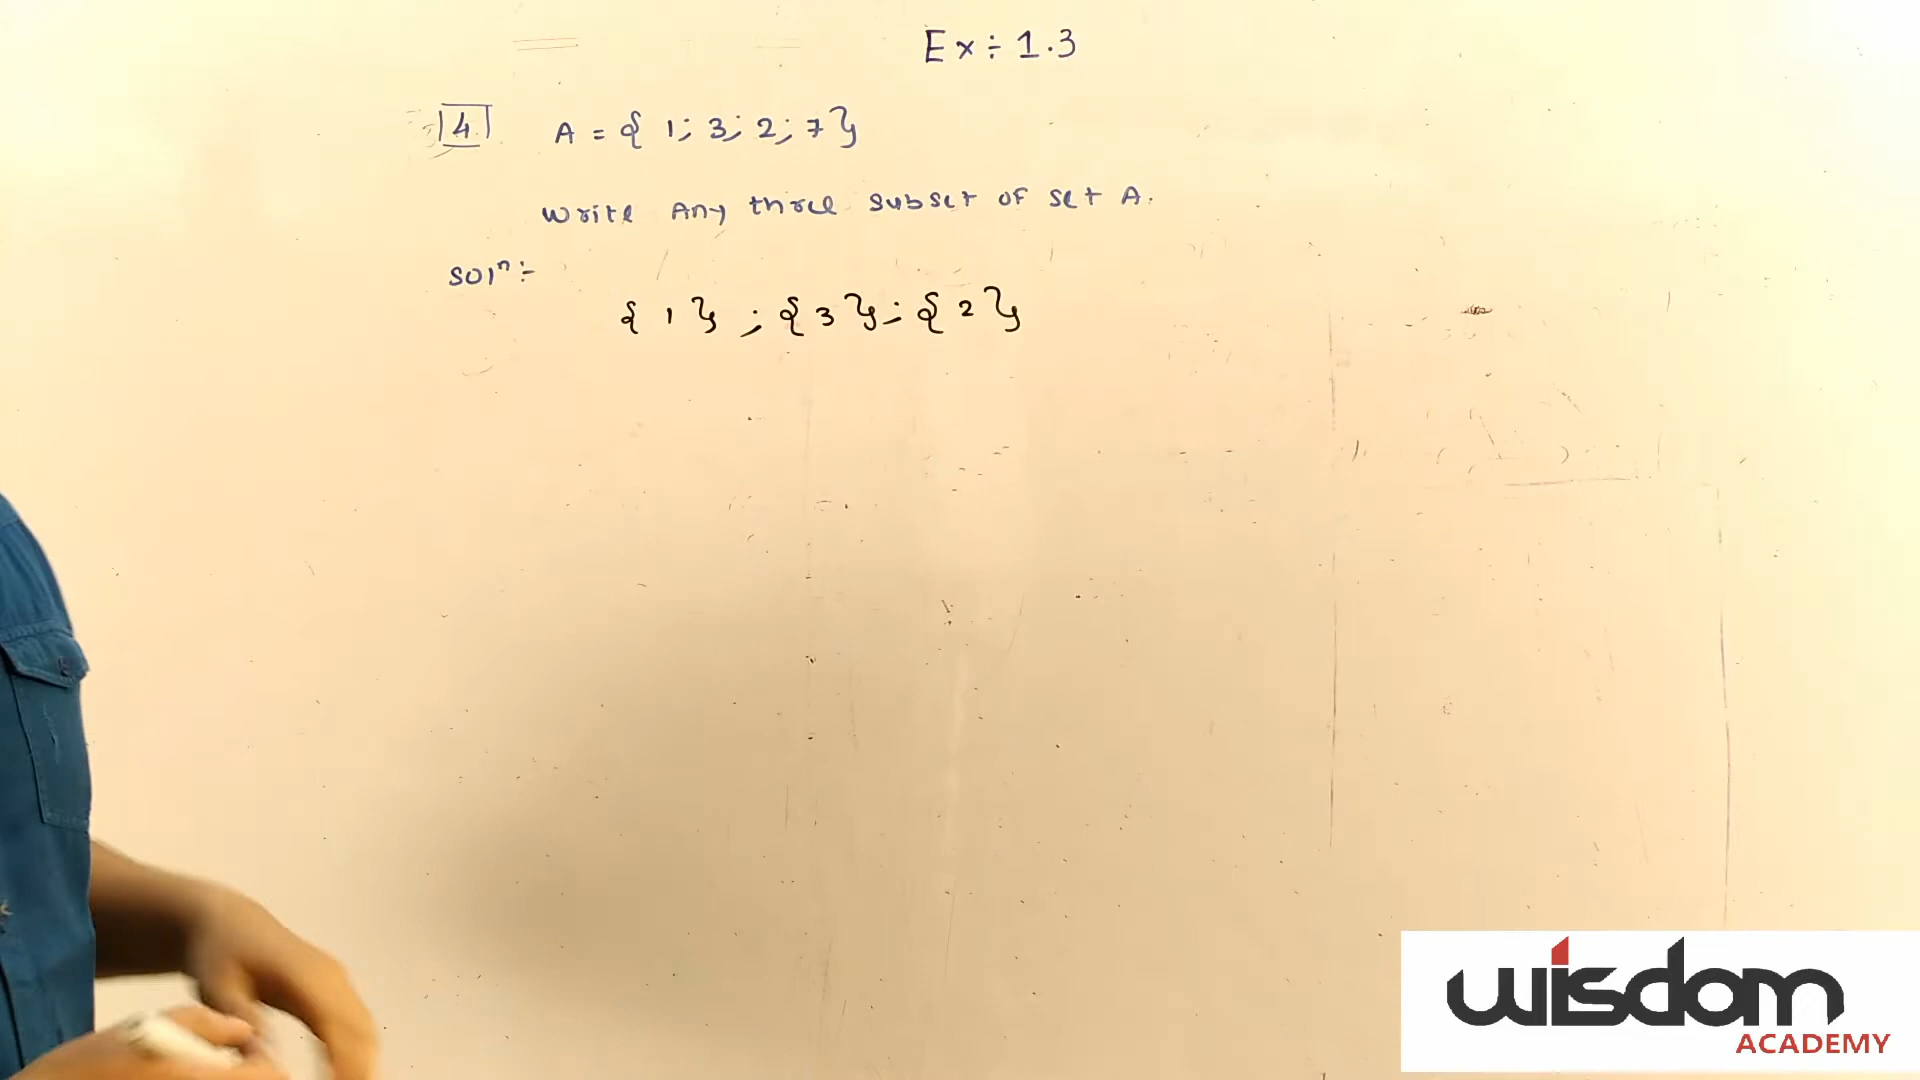 Ex÷ 1.3
4 A = { 1; 3; 2; 7}
Write Any three subset of set A.
Solⁿ:-
{ 1 } ; { 3 } ; { 2 }
wisdom
ACADEMY